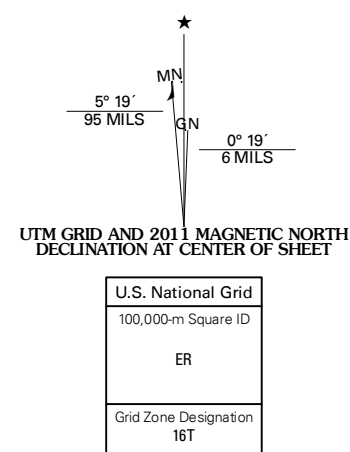 ★
MN
5° 19´
95 MILS
GN
0° 19´
6 MILS
UTM GRID AND 2011 MAGNETIC NORTH
DECLINATION AT CENTER OF SHEET
U.S. National Grid
100,000-m Square ID
ER
Grid Zone Designation
16T